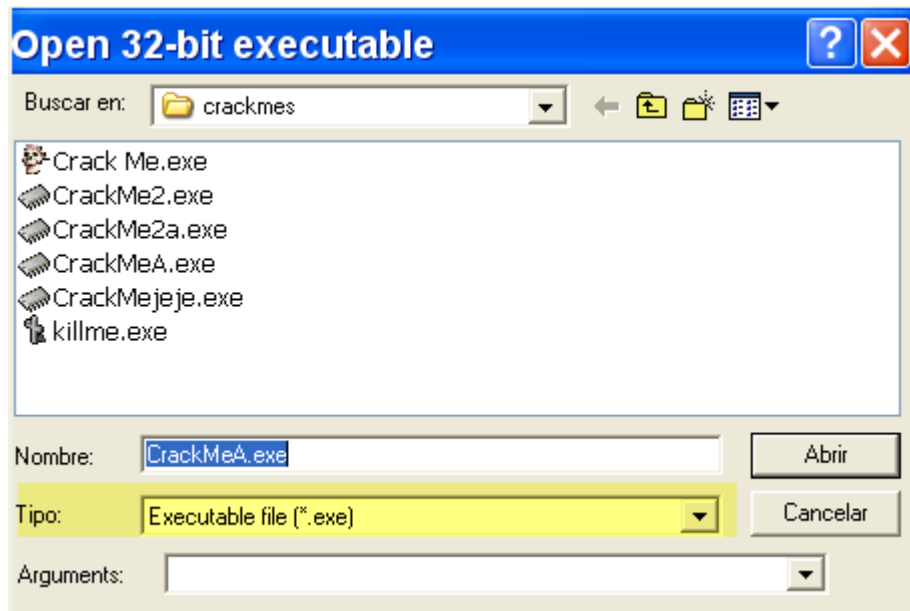 Open 32-bit executable
Buscar en: crackmes
Crack Me.exe
CrackMe2.exe
CrackMe2a.exe
CrackMeA.exe
CrackMejeje.exe
killme.exe
Nombre: CrackMeA.exe Abrir
Tipo: Executable file (*.exe) Cancelar
Arguments: